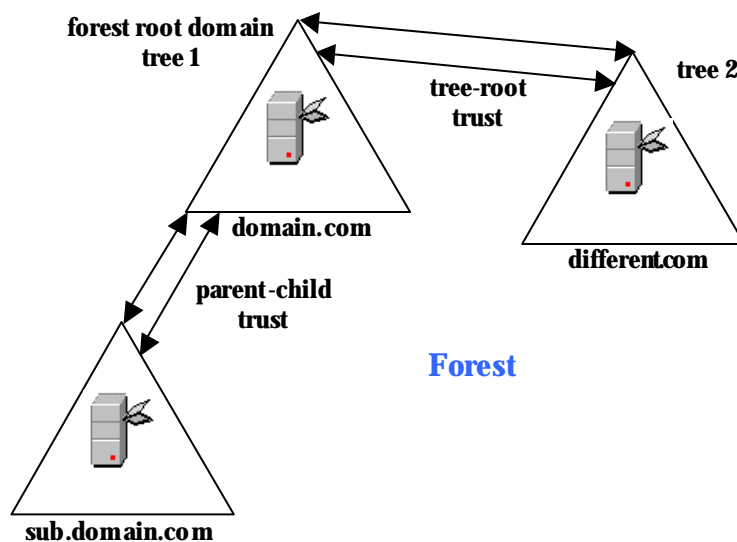 forest root domain
tree 1
tree 2
tree-root
trust
domain.com
different.com
parent-child
trust
Forest
sub.domain.com